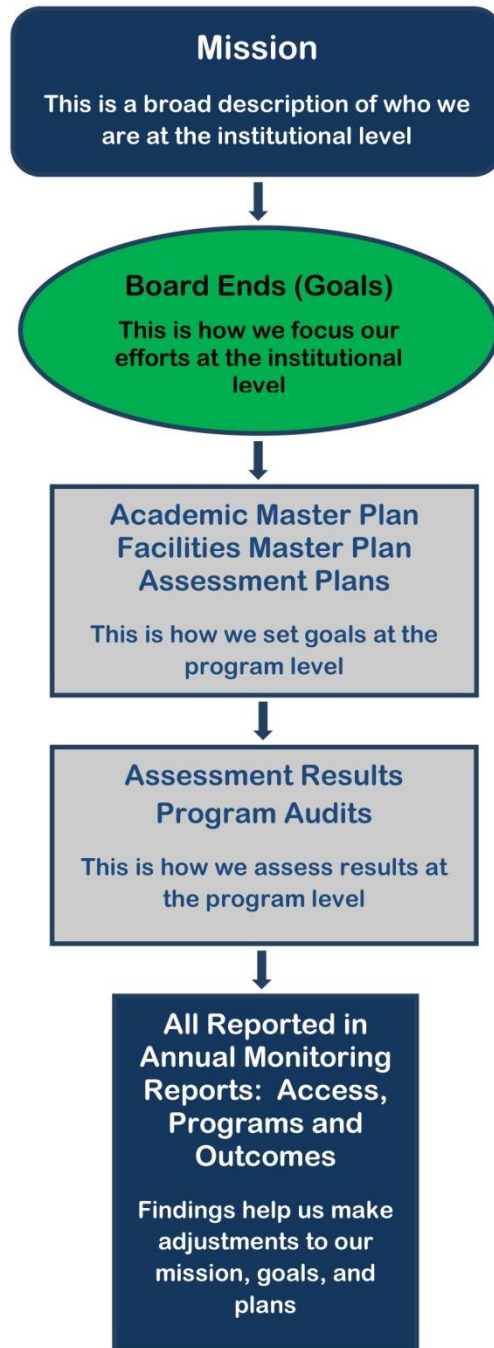 Mission
This is a broad description of who we
are at the institutional level
Board Ends (Goals)
This is how we focus our
efforts at the institutional
level
Academic Master Plan
Facilities Master Plan
Assessment Plans
This is how we set goals at the
program level
Assessment Results
Program Audits
This is how we assess results at
the program level
All Reported in
Annual Monitoring
Reports:  Access,
Programs and
Outcomes
Findings help us make
adjustments to our
mission, goals, and
plans